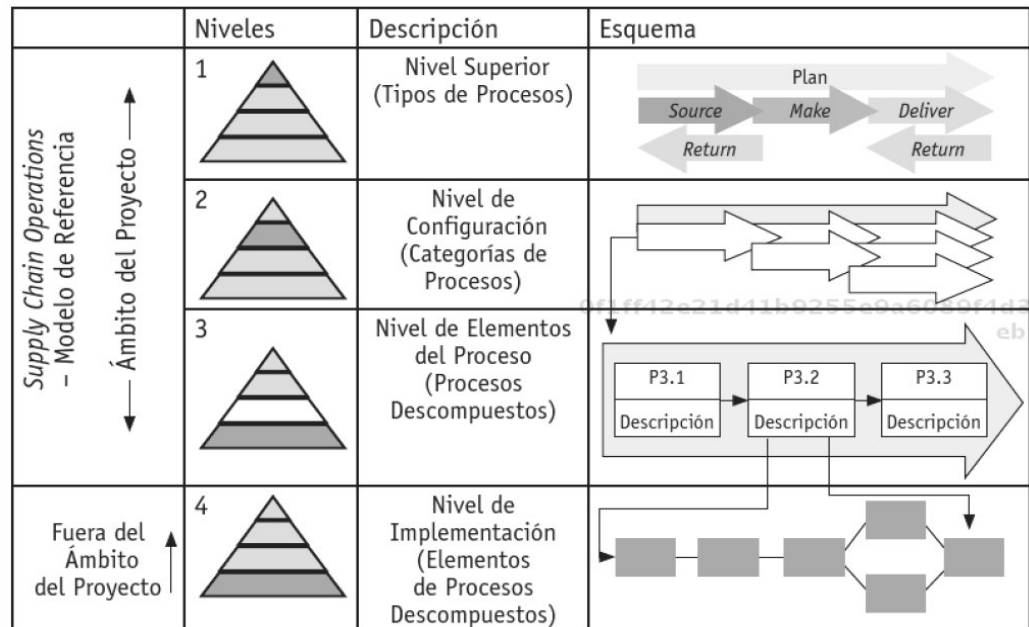 Niveles
Descripción
Esquema
Supply Chain Operations
– Modelo de Referencia
Ámbito del Proyecto
1
Nivel Superior
(Tipos de Procesos)
Plan
Source
Make
Deliver
Return
Return
2
Nivel de
Configuración
(Categorías de
Procesos)
0f1ff42e21d41b9255e9a6089f4d3
eb
3
Nivel de Elementos
del Proceso
(Procesos
Descompuestos)
P3.1
P3.2
P3.3
Descripción
Descripción
Descripción
Fuera del
Ámbito
del Proyecto
4
Nivel de
Implementación
(Elementos
de Procesos
Descompuestos)